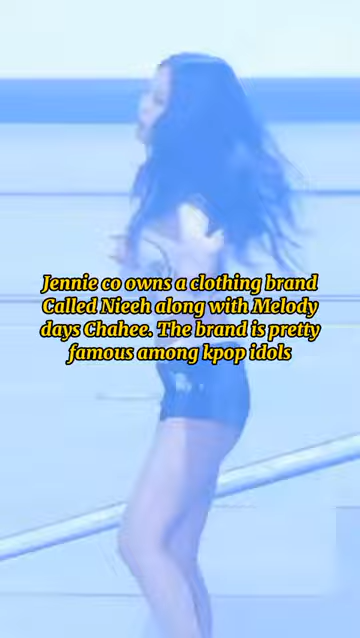 Jennie co owns a clothing brand
Called Nieeh along with Melody
days Chahee. The brand is pretty
famous among kpop idols